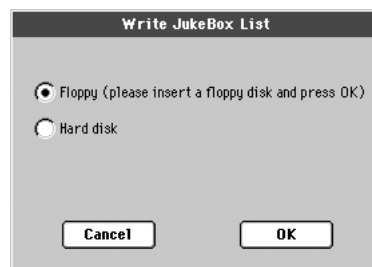 Write JukeBox List
Floppy (please insert a floppy disk and press OK)
Hard disk
Cancel
OK